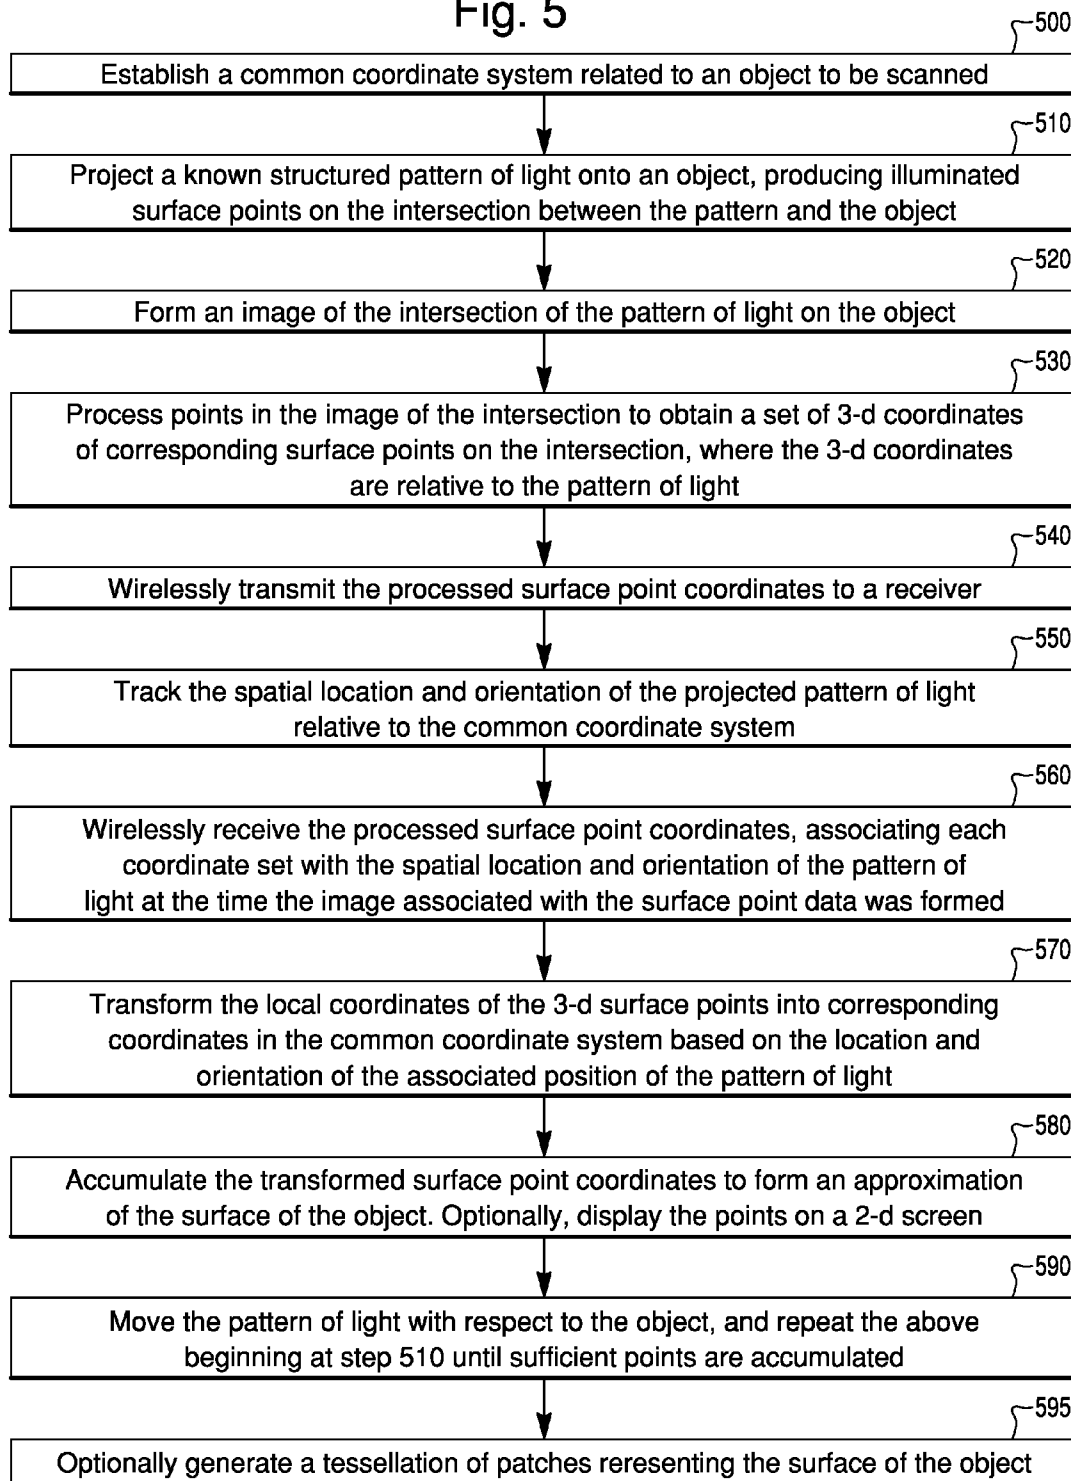 Fig. 5
500
Establish a common coordinate system related to an object to be scanned
510
Project a known structured pattern of light onto an object, producing illuminated
surface points on the intersection between the pattern and the object
520
Form an image of the intersection of the pattern of light on the object
530
Process points in the image of the intersection to obtain a set of 3-d coordinates
of corresponding surface points on the intersection, where the 3-d coordinates
are relative to the pattern of light
540
Wirelessly transmit the processed surface point coordinates to a receiver
550
Track the spatial location and orientation of the projected pattern of light
relative to the common coordinate system
560
Wirelessly receive the processed surface point coordinates, associating each
coordinate set with the spatial location and orientation of the pattern of
light at the time the image associated with the surface point data was formed
570
Transform the local coordinates of the 3-d surface points into corresponding
coordinates in the common coordinate system based on the location and
orientation of the associated position of the pattern of light
580
Accumulate the transformed surface point coordinates to form an approximation
of the surface of the object. Optionally, display the points on a 2-d screen
590
Move the pattern of light with respect to the object, and repeat the above
beginning at step 510 until sufficient points are accumulated
595
Optionally generate a tessellation of patches reresenting the surface of the object